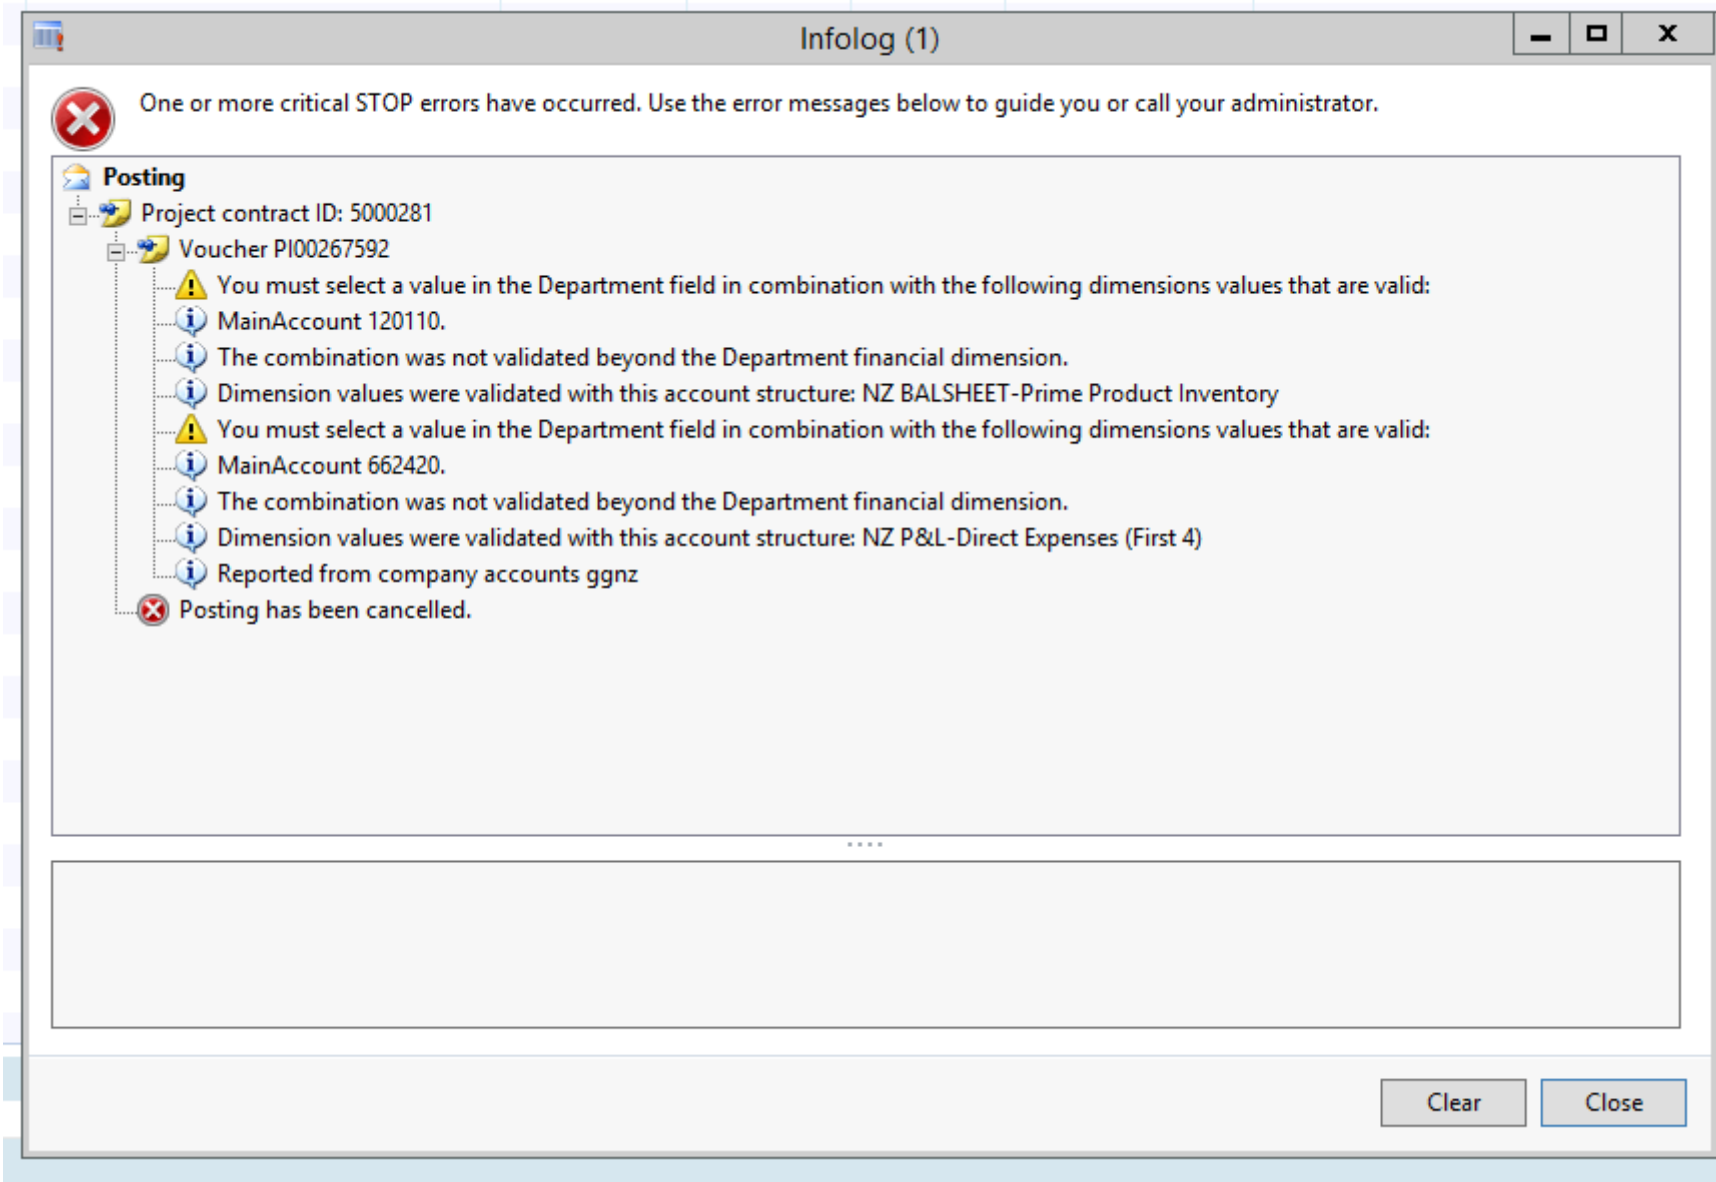 Infolog (1)
One or more critical STOP errors have occurred. Use the error messages below to guide you or call your administrator.
Posting
Project contract ID: 5000281
Voucher PI00267592
You must select a value in the Department field in combination with the following dimensions values that are valid:
MainAccount 120110.
The combination was not validated beyond the Department financial dimension.
Dimension values were validated with this account structure: NZ BALSHEET-Prime Product Inventory
You must select a value in the Department field in combination with the following dimensions values that are valid:
MainAccount 662420.
The combination was not validated beyond the Department financial dimension.
Dimension values were validated with this account structure: NZ P&L-Direct Expenses (First 4)
Reported from company accounts ggnz
Posting has been cancelled.
Clear Close